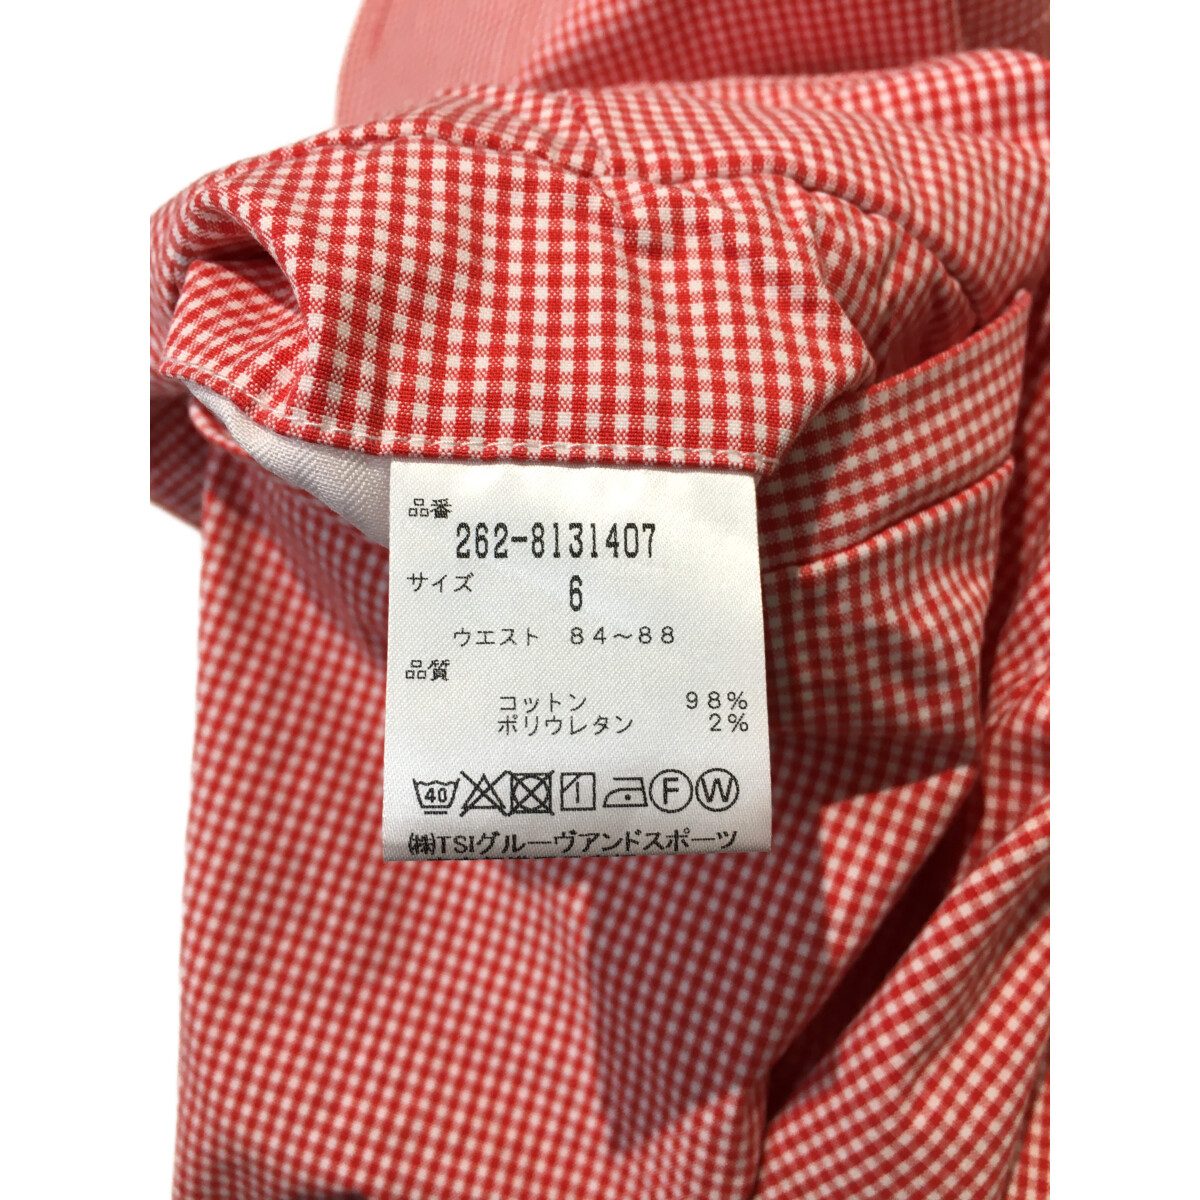 品番
262-8131407
サイズ
6
ウエスト 84～88
品質
コットン 98%
ポリウレタン 2%
40 F W
㈱TSIグルーヴアンドスポーツ